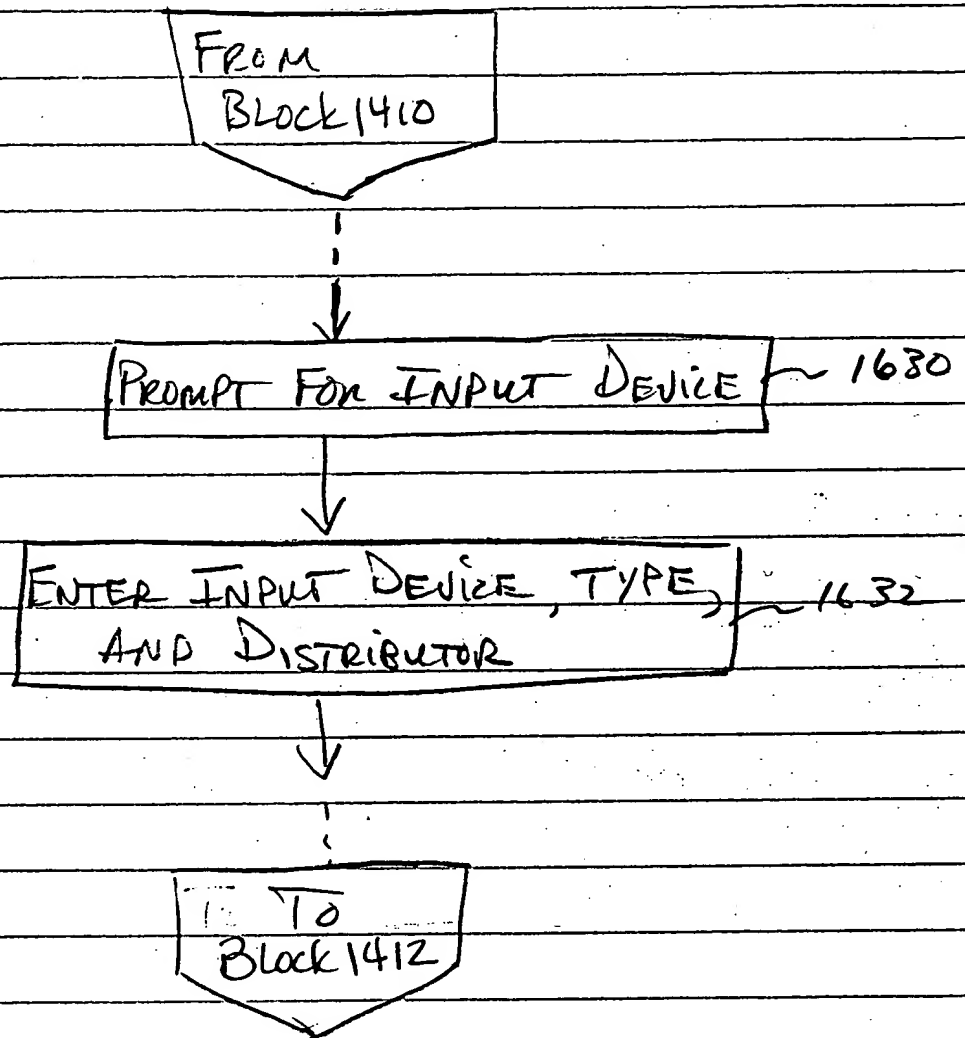 FROM
BLOCK 1410
PROMPT FOR INPUT DEVICE
1630
ENTER INPUT DEVICE, TYPE,
AND DISTRIBUTOR
1632
TO
BLOCK 1412